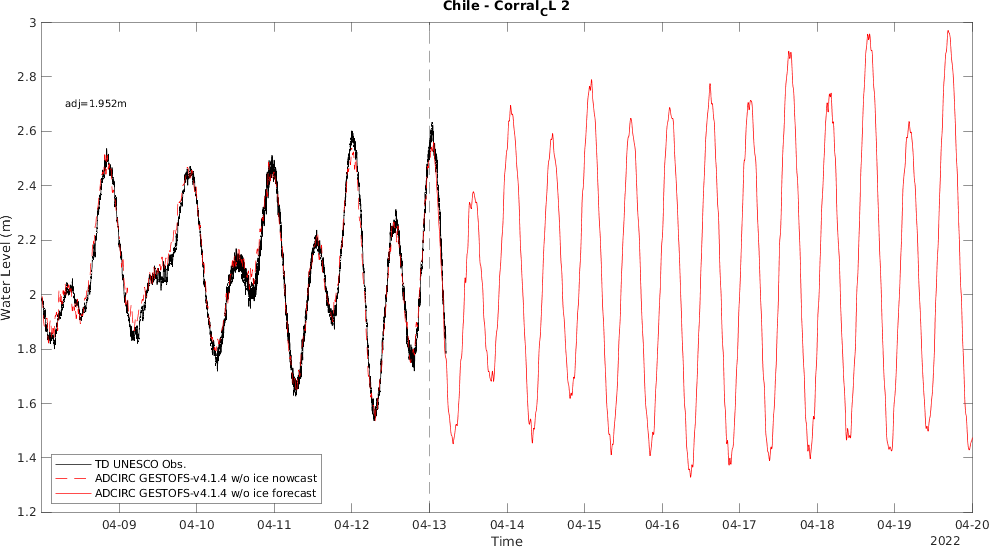 Chile - Corral_CL 2
adj=1.952m
3
2.8
2.6
2.4
2.2
2
1.8
1.6
1.4
1.2
Water Level (m)
TD UNESCO Obs.
ADCIRC GESTOFS-v4.1.4 w/o ice nowcast
ADCIRC GESTOFS-v4.1.4 w/o ice forecast
04-09 04-10 04-11 04-12 04-13 04-14 04-15 04-16 04-17 04-18 04-19 04-20
Time
2022